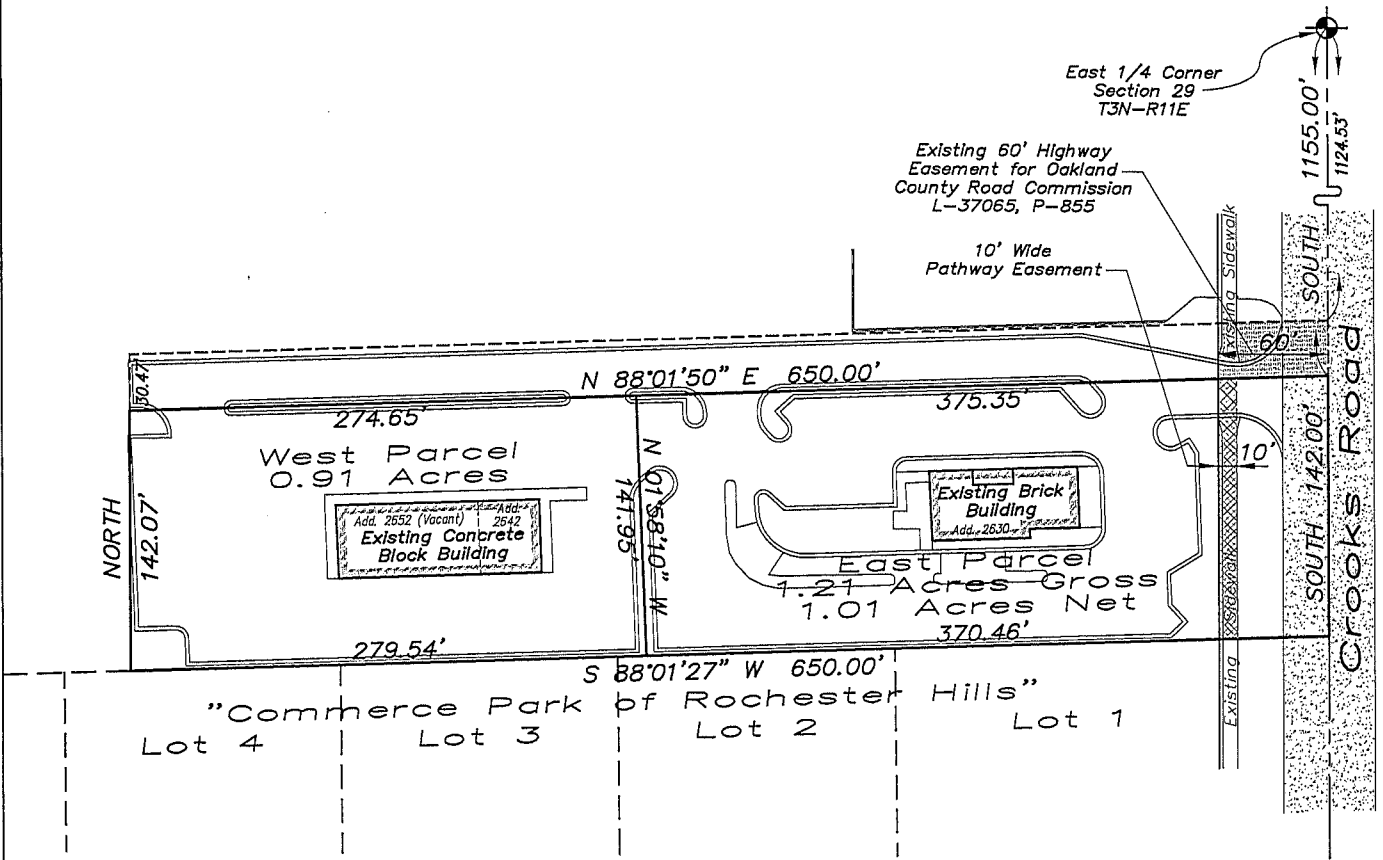 East 1/4 Corner
Section 29
T3N-R11E
1155.00'
1124.53'
Existing 60' Highway
Easement for Oakland
County Road Commission
L-37065, P-855
10' Wide
Pathway Easement
Existing Sidewalk
SOUTH
60'
30.47'
N 88°01'50" E 650.00'
274.65'
375.35'
West Parcel
0.91 Acres
N 01°58'10" W
141.95'
10'
NORTH
142.07'
SOUTH 142.00'
Crooks Road
Add. 2552 (Vacant)
Add. 2642
Existing Concrete
Block Building
Existing Brick
Building
Add. 2630
East Parcel
1.21 Acres Gross
1.01 Acres Net
279.54'
370.46'
Existing Sidewalk
S 88°01'27" W 650.00'
"Commerce Park of Rochester Hills"
Lot 4
Lot 3
Lot 2
Lot 1